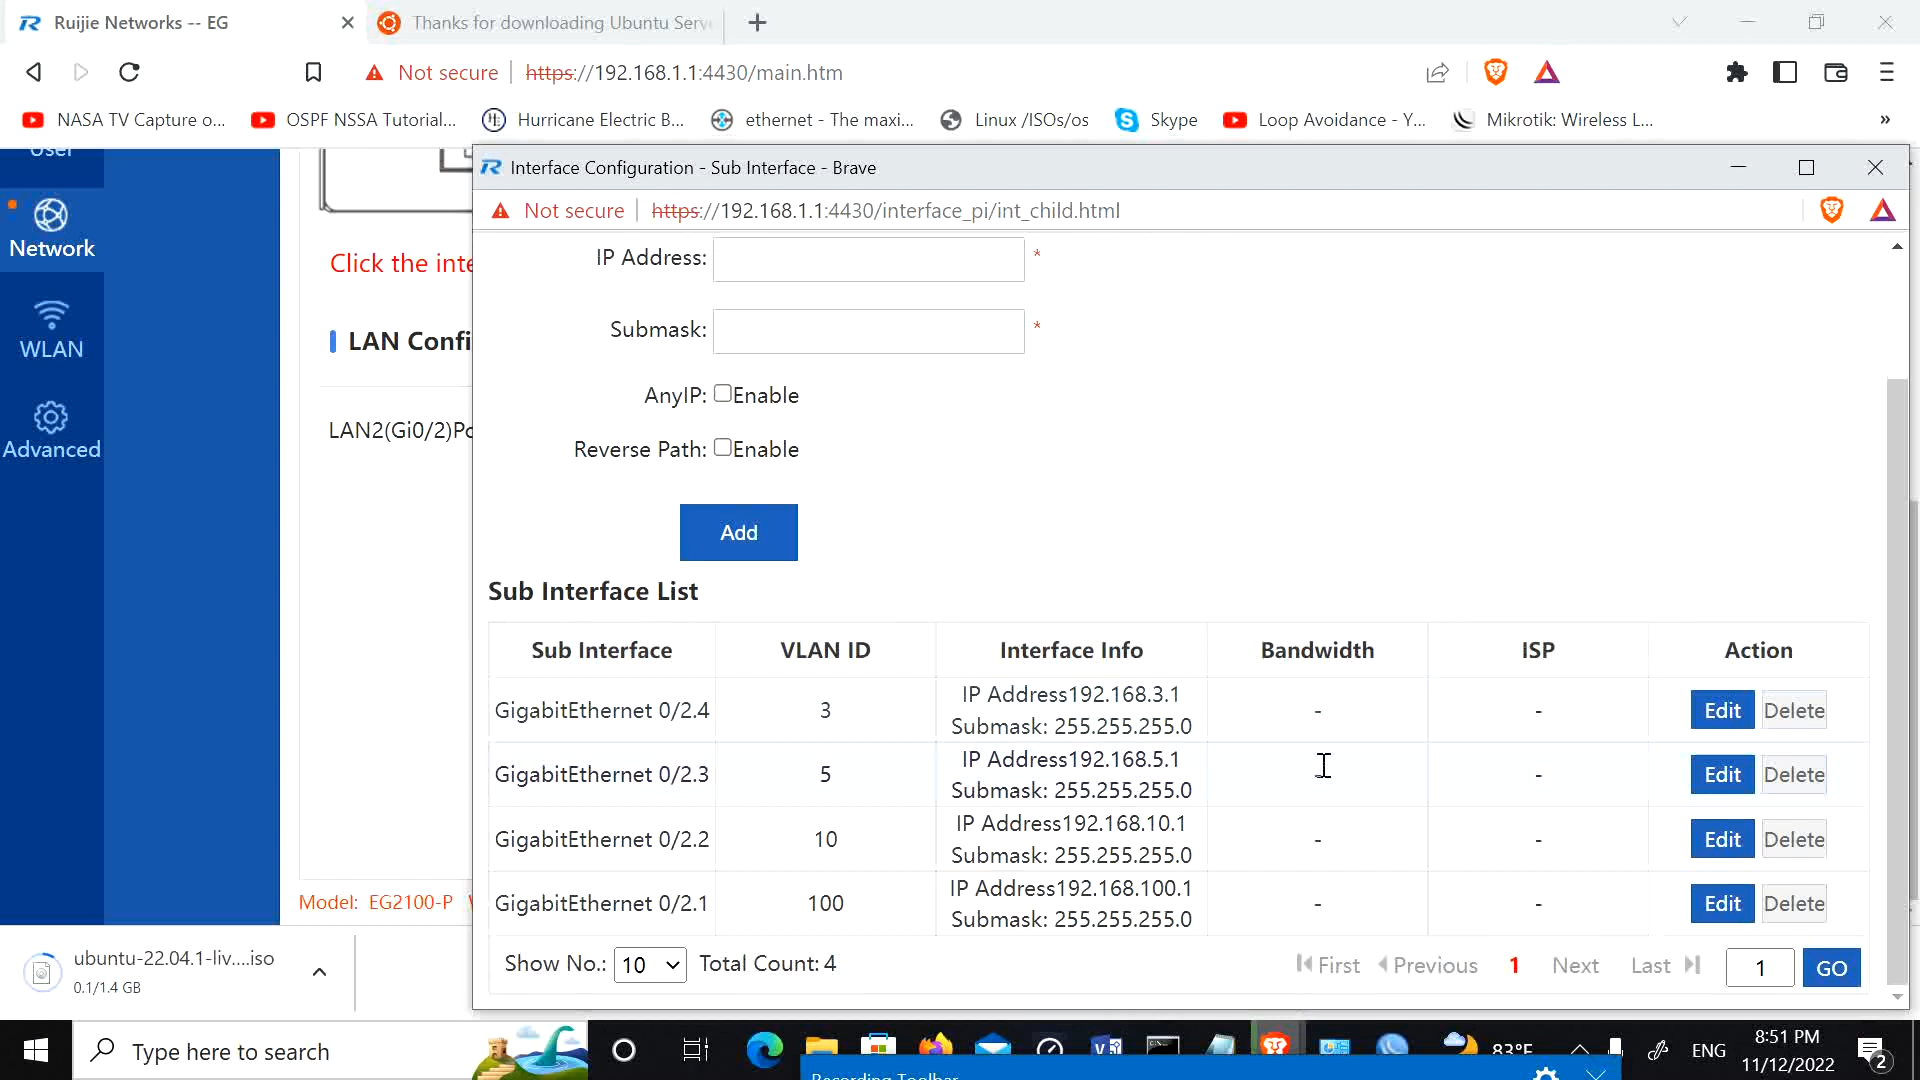 Ruijie Networks -- EG
Thanks for downloading Ubuntu Serv
Not secure https://192.168.1.1:4430/main.htm
NASA TV Capture o... OSPF NSSA Tutorial... Hurricane Electric B... ethernet - The maxi... Linux /ISOs/os Skype Loop Avoidance - Y... Mikrotik: Wireless L... »
User
Network
WLAN
Advanced
Click the inte
LAN Confi
LAN2(Gi0/2)Po
Model: EG2100-P
Interface Configuration - Sub Interface - Brave
Not secure https://192.168.1.1:4430/interface_pi/int_child.html
IP Address: *
Submask: *
AnyIP: Enable
Reverse Path: Enable
Add
Sub Interface List
Sub Interface VLAN ID Interface Info Bandwidth ISP Action
GigabitEthernet 0/2.4 3 IP Address192.168.3.1 - - Edit Delete
Submask: 255.255.255.0
GigabitEthernet 0/2.3 5 IP Address192.168.5.1 - - Edit Delete
Submask: 255.255.255.0
GigabitEthernet 0/2.2 10 IP Address192.168.10.1 - - Edit Delete
Submask: 255.255.255.0
GigabitEthernet 0/2.1 100 IP Address192.168.100.1 - - Edit Delete
Submask: 255.255.255.0
Show No.: 10 Total Count: 4 First Previous 1 Next Last 1 GO
ubuntu-22.04.1-liv....iso
0.1/1.4 GB
Type here to search
83°F
ENG
8:51 PM
11/12/2022
2
Recording Toolbar